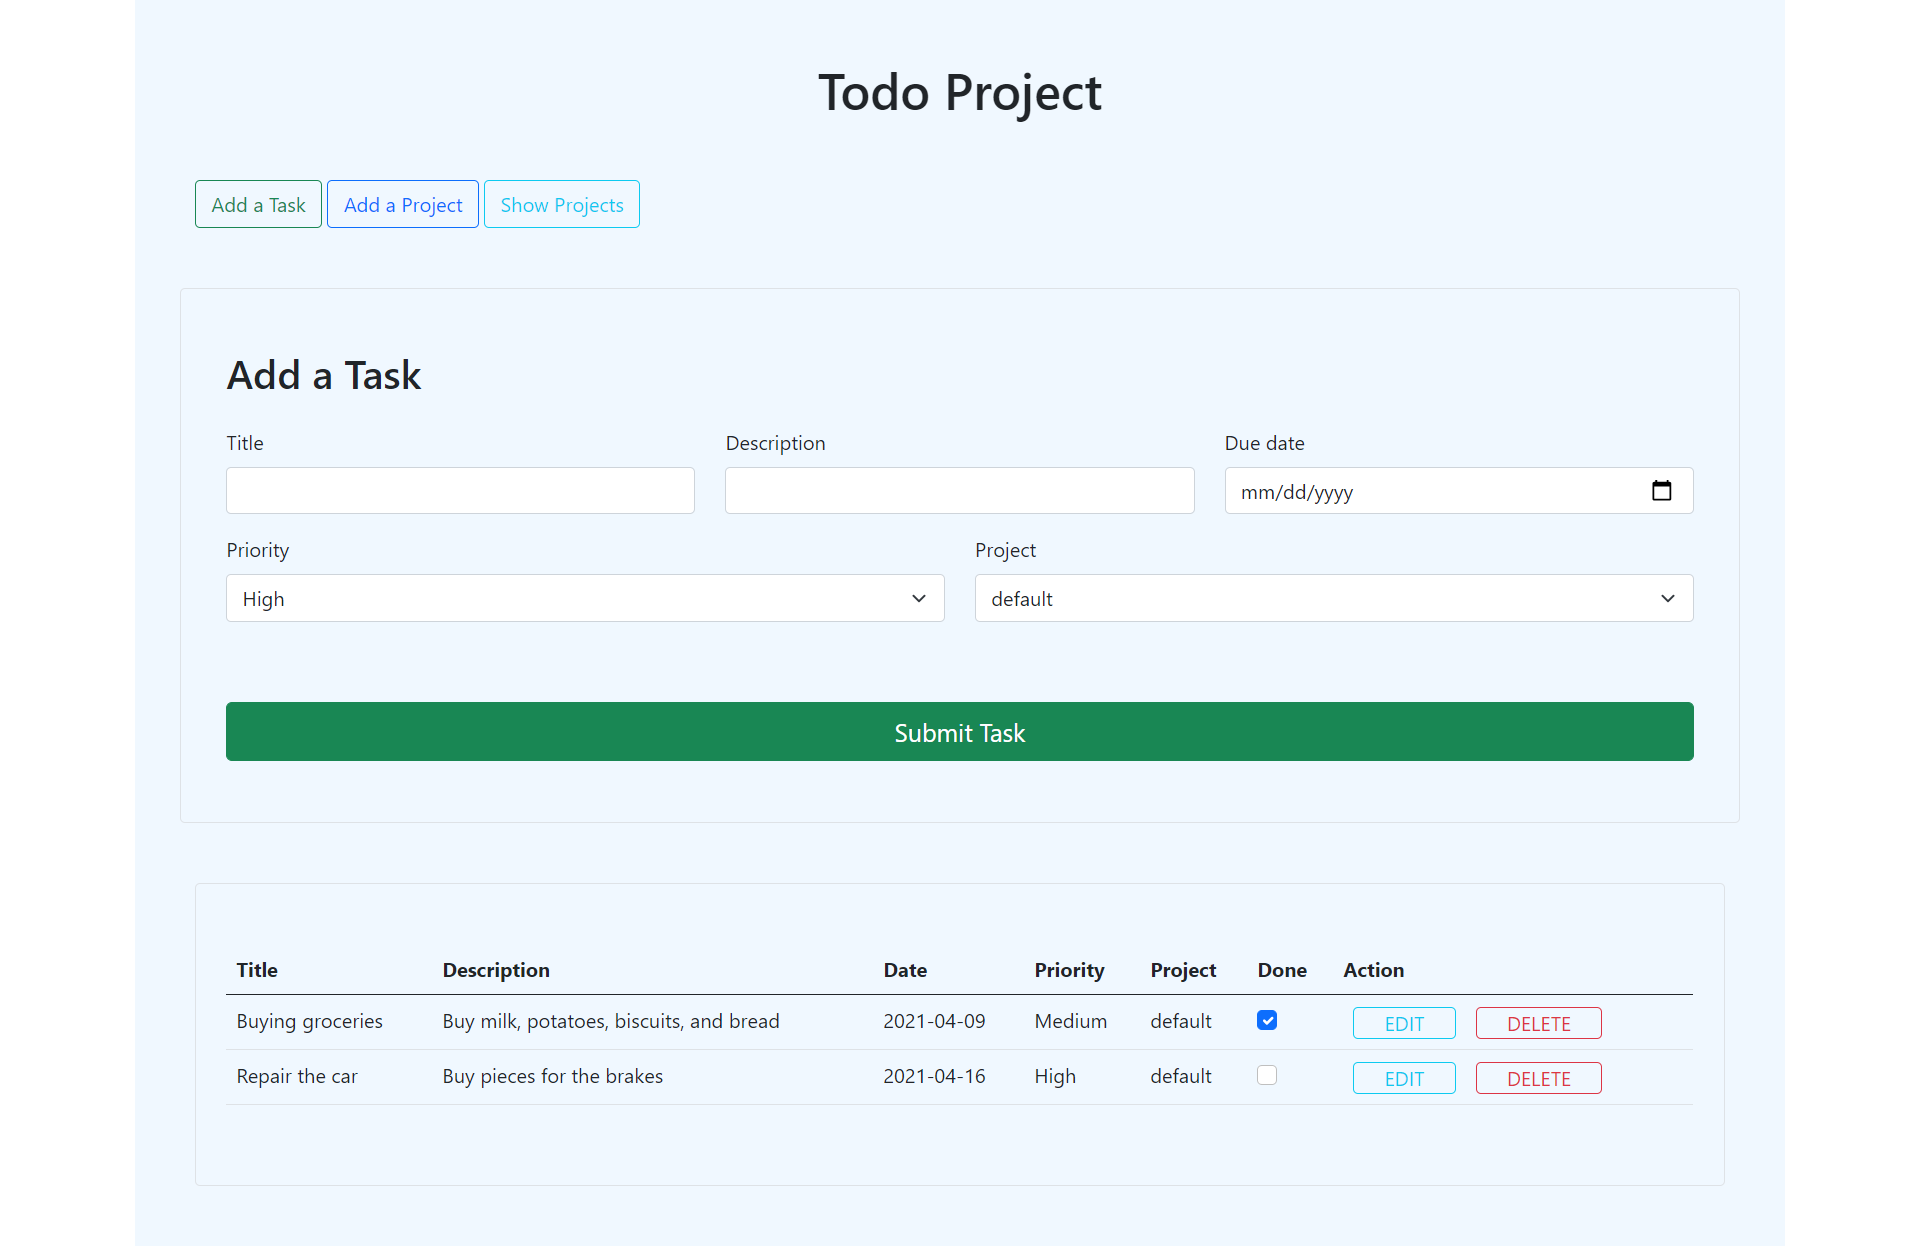 Todo Project
Add a Task Add a Project Show Projects
Add a Task
Title Description Due date
mm/dd/yyyy
Priority Project
High default
Submit Task
Title Description Date Priority Project Done Action
Buying groceries Buy milk, potatoes, biscuits, and bread 2021-04-09 Medium default EDIT DELETE
Repair the car Buy pieces for the brakes 2021-04-16 High default EDIT DELETE